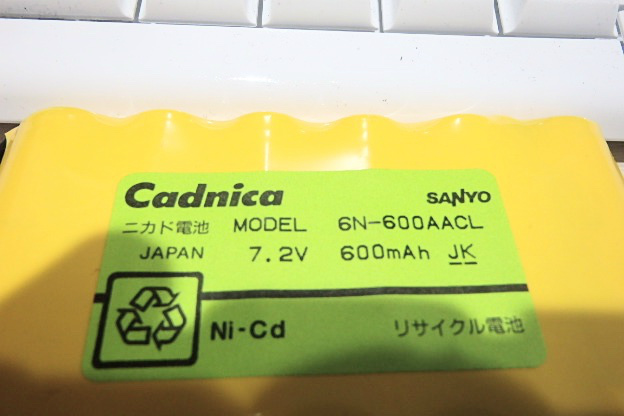 Cadnica SANYO
ニカド電池 MODEL 6N-600AACL
JAPAN 7.2V 600mAh JK
Ni-Cd リサイクル電池